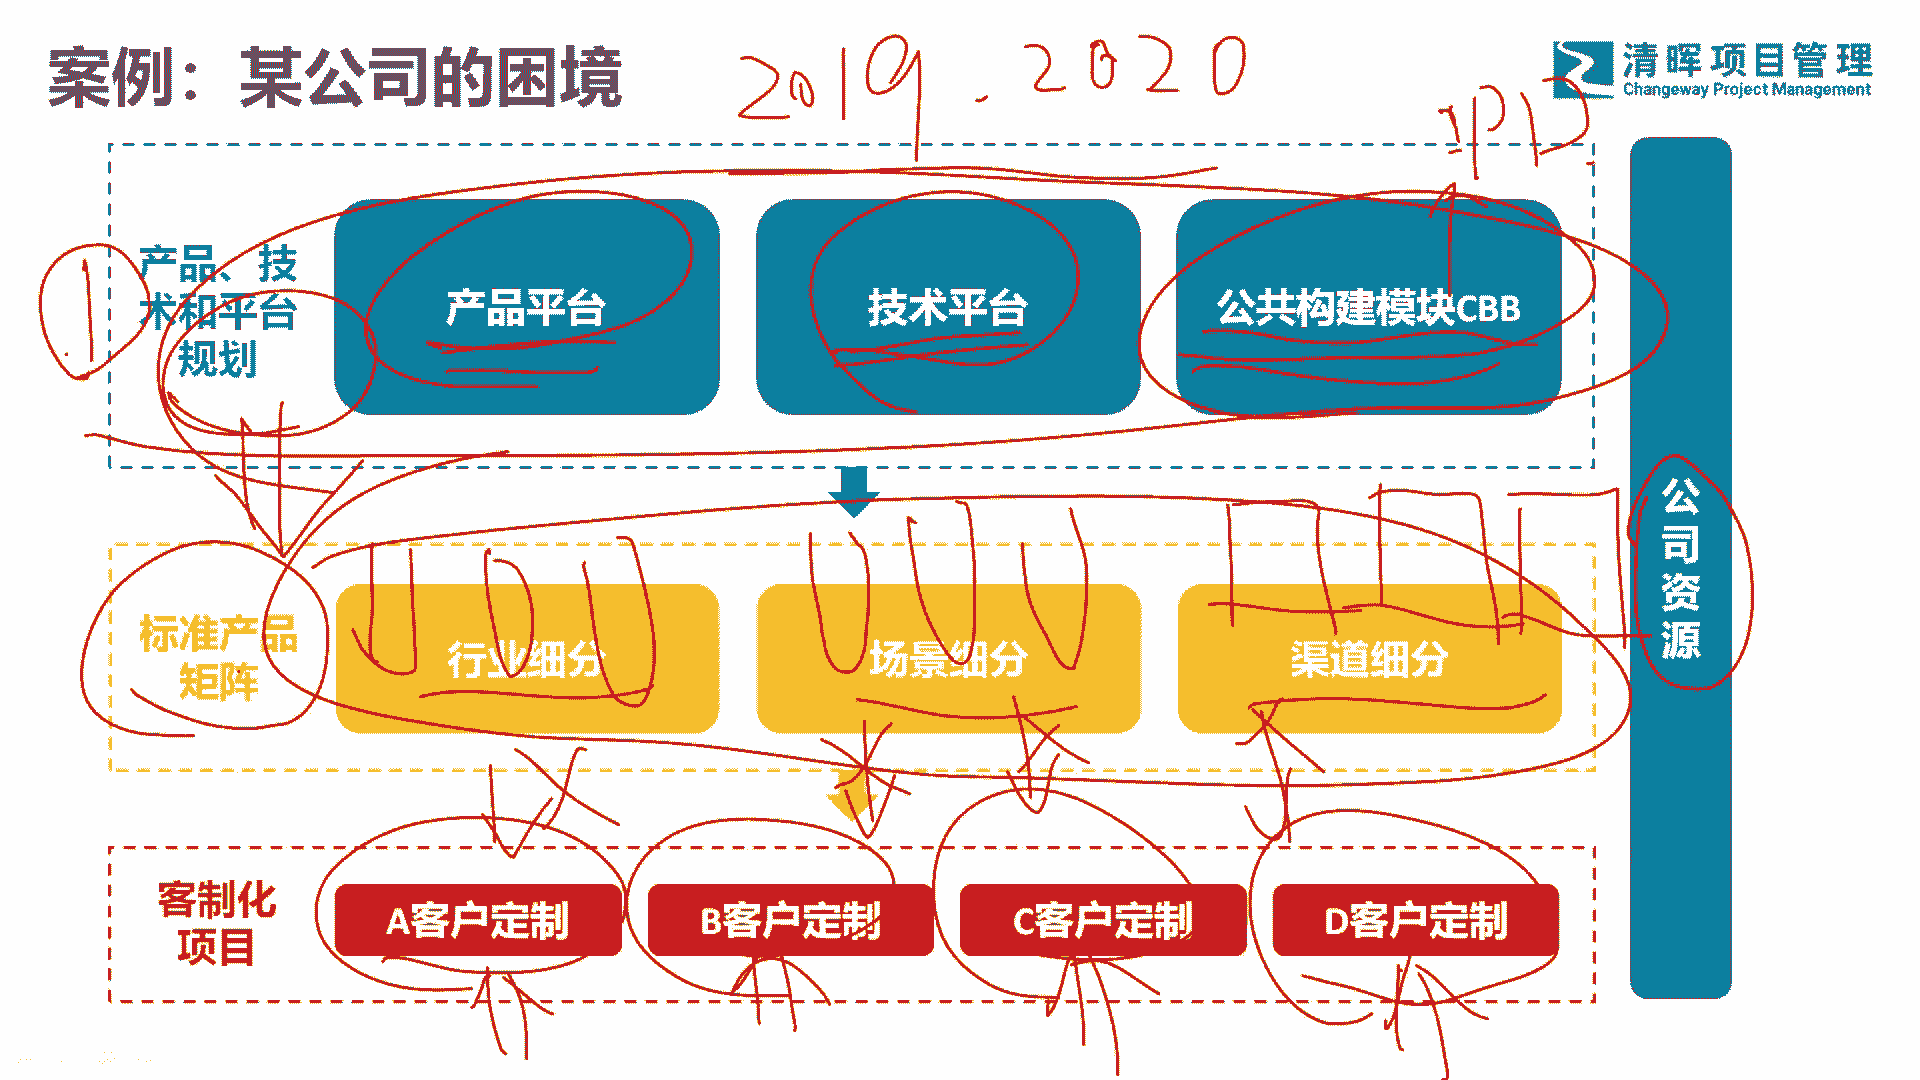 案例：某公司的困境
2019.2020
清晖项目管理
Changeway Project Management
IPD
产品、技
术和平台
规划
产品平台
技术平台
公共构建模块CBB
1
公
司
资
源
标准产品
矩阵
行业细分
场景细分
渠道细分
客制化
项目
A客户定制
B客户定制
C客户定制
D客户定制